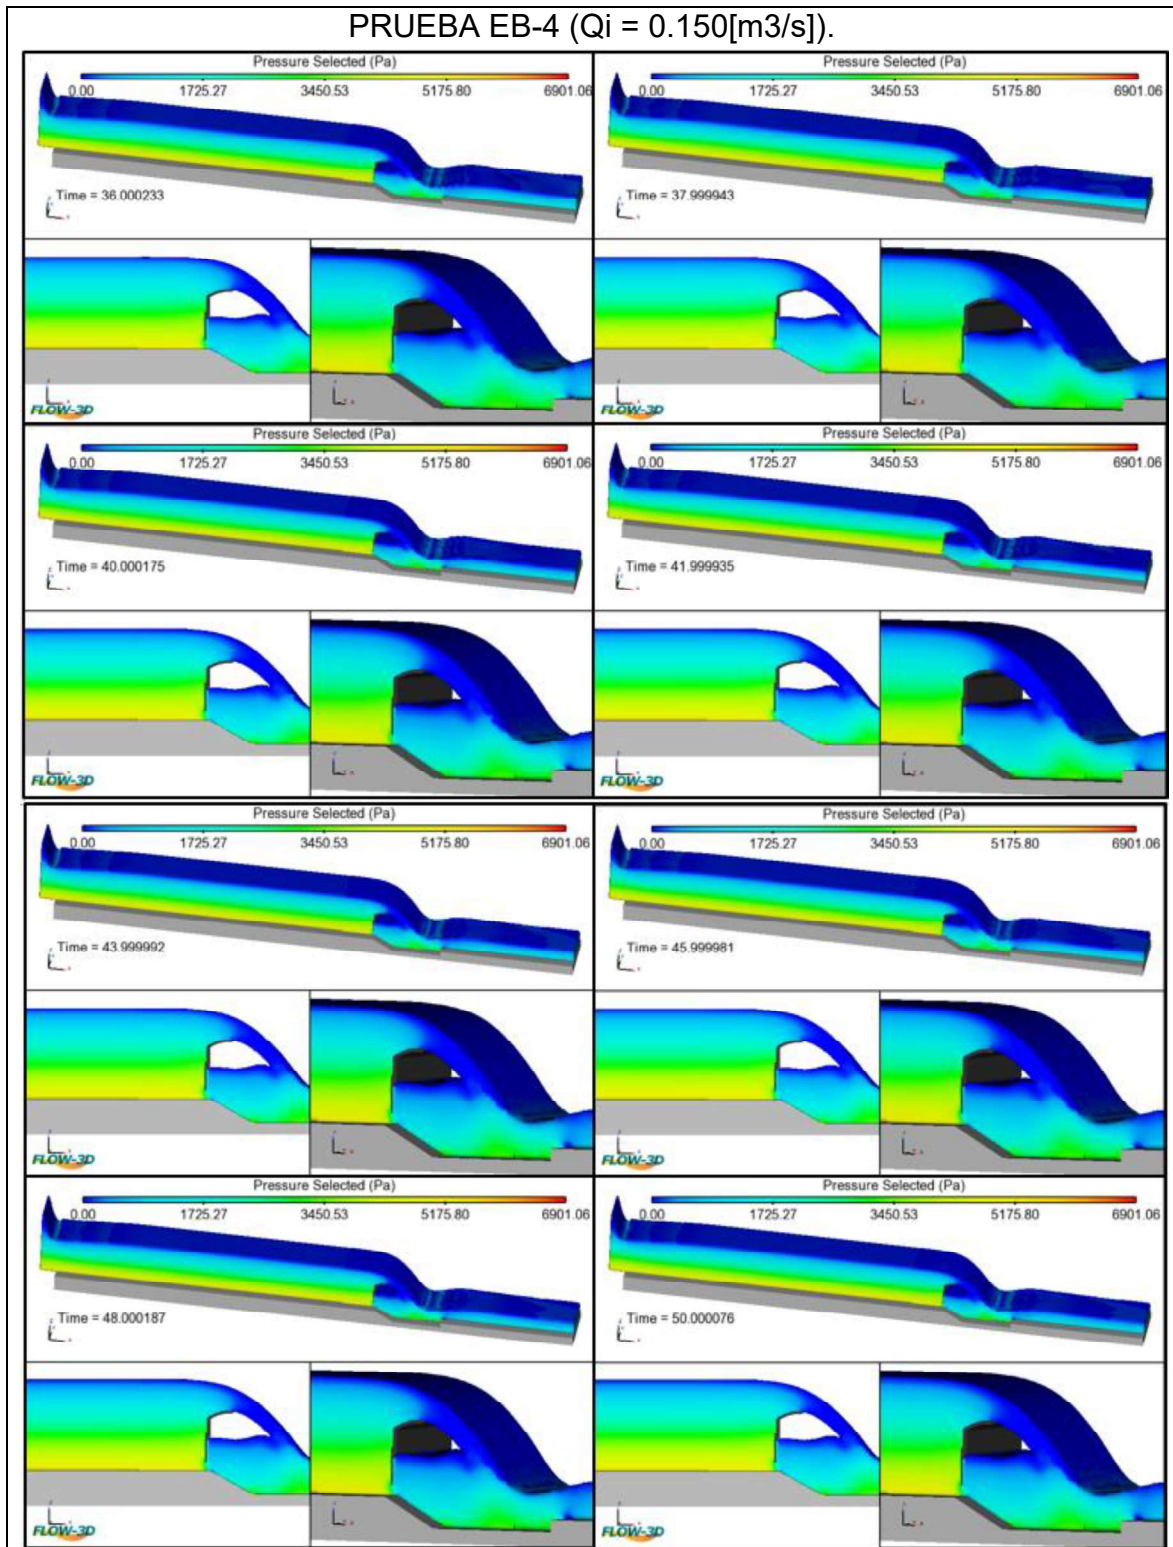 PRUEBA EB-4 (Qi = 0.150[m3/s]).
Pressure Selected (Pa)
0.00 1725.27 3450.53 5175.80 6901.06
Time = 36.000233
FLOW-3D
Pressure Selected (Pa)
0.00 1725.27 3450.53 5175.80 6901.06
Time = 37.999943
FLOW-3D
Pressure Selected (Pa)
0.00 1725.27 3450.53 5175.80 6901.06
Time = 40.000175
FLOW-3D
Pressure Selected (Pa)
0.00 1725.27 3450.53 5175.80 6901.06
Time = 41.999935
FLOW-3D
Pressure Selected (Pa)
0.00 1725.27 3450.53 5175.80 6901.06
Time = 43.999992
FLOW-3D
Pressure Selected (Pa)
0.00 1725.27 3450.53 5175.80 6901.06
Time = 45.999981
FLOW-3D
Pressure Selected (Pa)
0.00 1725.27 3450.53 5175.80 6901.06
Time = 48.000187
FLOW-3D
Pressure Selected (Pa)
0.00 1725.27 3450.53 5175.80 6901.06
Time = 50.000076
FLOW-3D